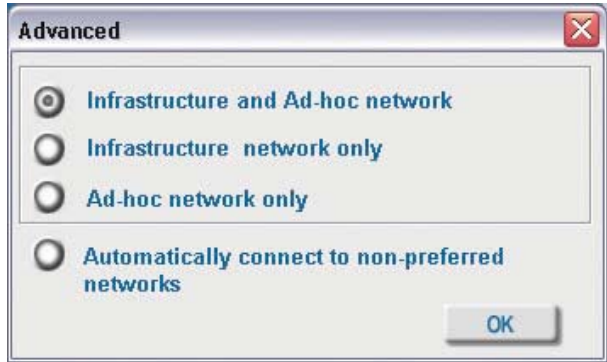 Advanced
Infrastructure and Ad-hoc network
Infrastructure network only
Ad-hoc network only
Automatically connect to non-preferred
networks
OK